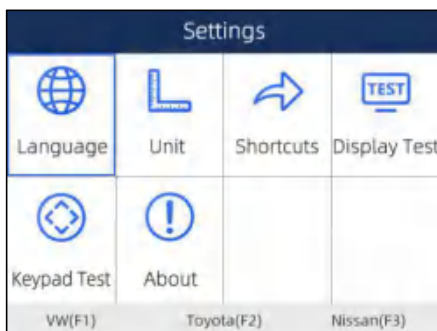 Settings
Language Unit Shortcuts TEST Display Test
Keypad Test About
VW(F1) Toyota(F2) Nissan(F3)